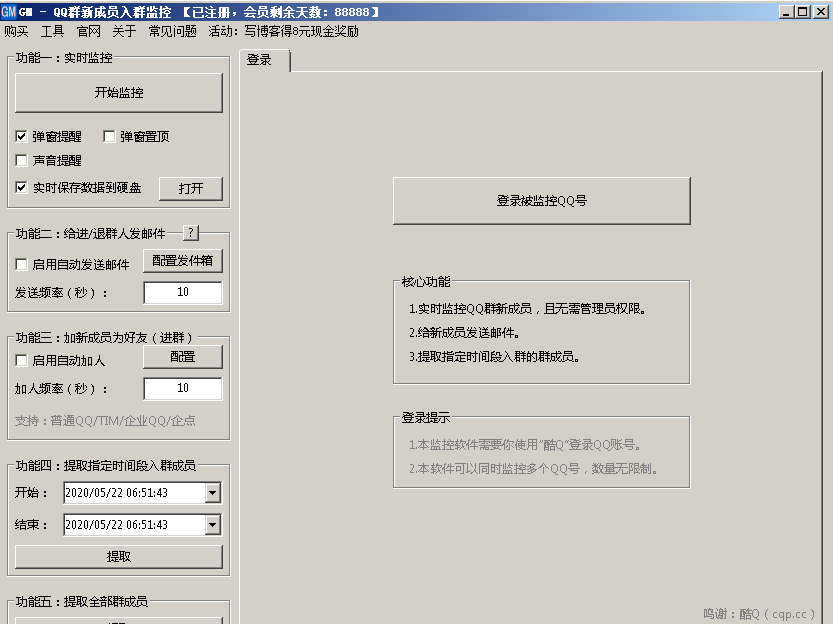 GM GM - QQ群新成员入群监控 【已注册，会员剩余天数：88888】
购买 工具 官网 关于 常见问题 活动：写博客得8元现金奖励
功能一：实时监控
开始监控
弹窗提醒 弹窗置顶
声音提醒
实时保存数据到硬盘 打开
功能二：给进/退群人发邮件 ?
启用自动发送邮件 配置发件箱
发送频率（秒）： 10
功能三：加新成员为好友（进群）
启用自动加人 配置
加人频率（秒）： 10
支持：普通QQ/TIM/企业QQ/企点
功能四：提取指定时间段入群成员
开始： 2020/05/22 06:51:43
结束： 2020/05/22 06:51:43
提取
功能五：提取全部群成员
登录
登录被监控QQ号
核心功能
1.实时监控QQ群新成员，且无需管理员权限。
2.给新成员发送邮件。
3.提取指定时间段入群的群成员。
登录提示
1.本监控软件需要你使用“酷Q”登录QQ账号。
2.本软件可以同时监控多个QQ号，数量无限制。
鸣谢：酷Q（cqp.cc）